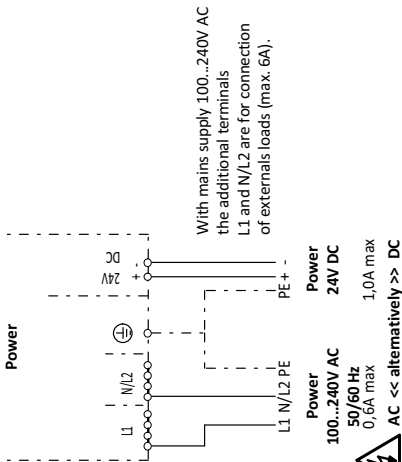 Power
L1
N/L2
24V
DC
+
-
With mains supply 100...240V AC
the additional terminals
L1 and N/L2 are for connection
of externals loads (max. 6A).
L1 N/L2 PE
PE + -
Power
100...240V AC
50/60 Hz
0,6A max
Power
24V DC
1,0A max
AC << alternatively >> DC